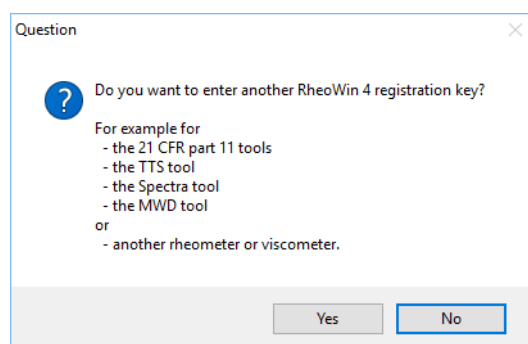 Question
Do you want to enter another RheoWin 4 registration key?
For example for
- the 21 CFR part 11 tools
- the TTS tool
- the Spectra tool
- the MWD tool
or
- another rheometer or viscometer.
Yes
No